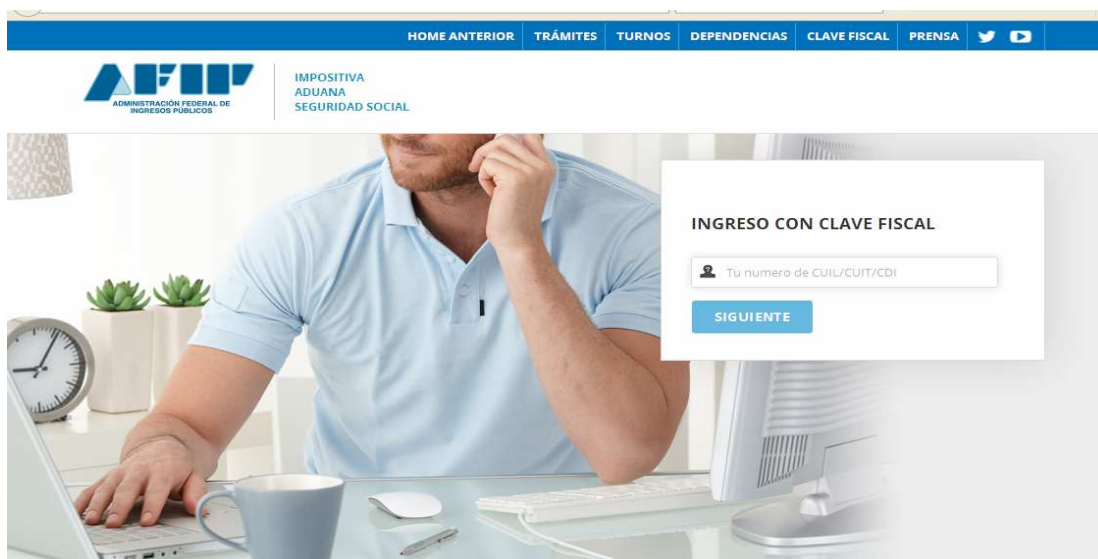 HOME ANTERIOR TRÁMITES TURNOS DEPENDENCIAS CLAVE FISCAL PRENSA
AFIP
ADMINISTRACIÓN FEDERAL DE
INGRESOS PÚBLICOS
IMPOSITIVA
ADUANA
SEGURIDAD SOCIAL
INGRESO CON CLAVE FISCAL
Tu numero de CUIL/CUIT/CDI
SIGUIENTE